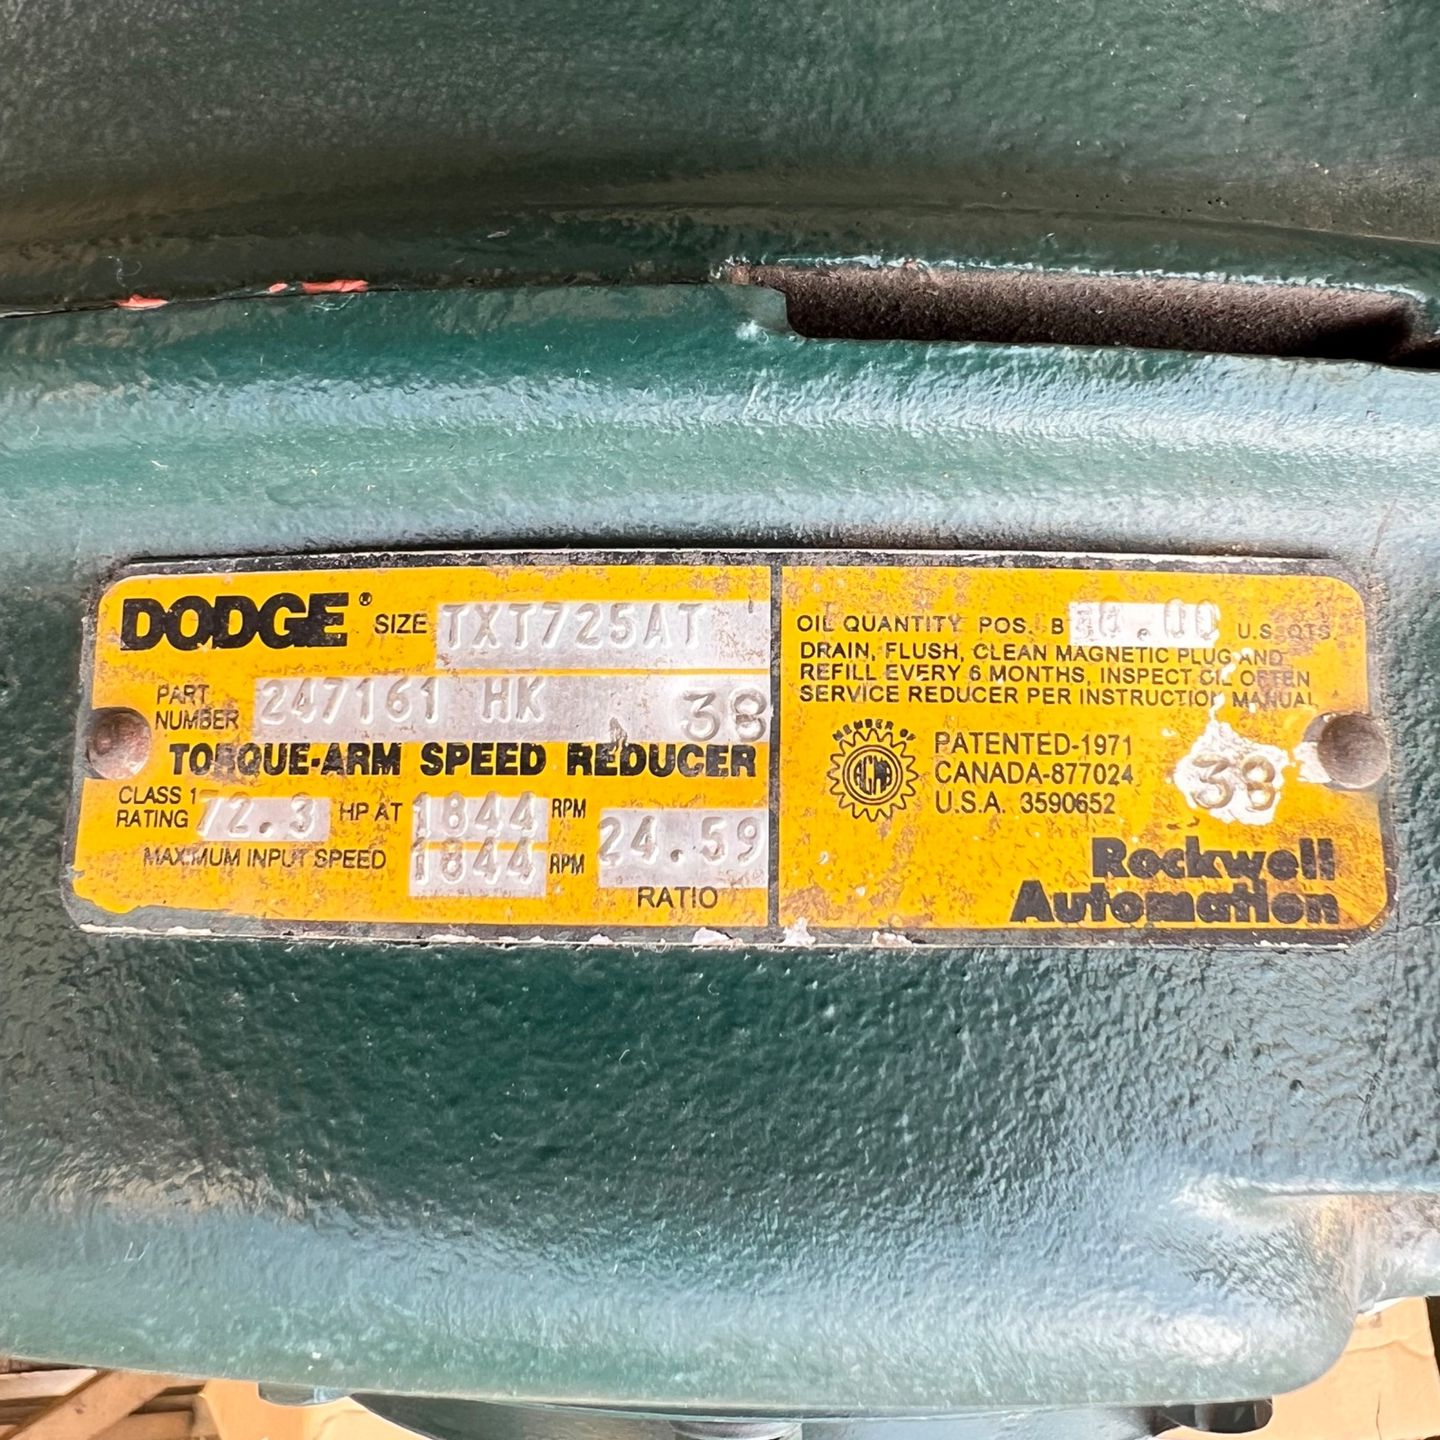 DODGE® SIZE TXT725AT
PART NUMBER 247161 HK 38
TORQUE-ARM SPEED REDUCER
CLASS 1 RATING 72.3 HP AT 1844 RPM
MAXIMUM INPUT SPEED 1844 RPM
24.59
RATIO
OIL QUANTITY POS. B U.S. QTS.
DRAIN, FLUSH, CLEAN MAGNETIC PLUG AND
REFILL EVERY 6 MONTHS, INSPECT OIL OFTEN
SERVICE REDUCER PER INSTRUCTION MANUAL
MEMBER OF
AGMA
PATENTED-1971
CANADA-877024
U.S.A. 3590652
38
Rockwell
Automation